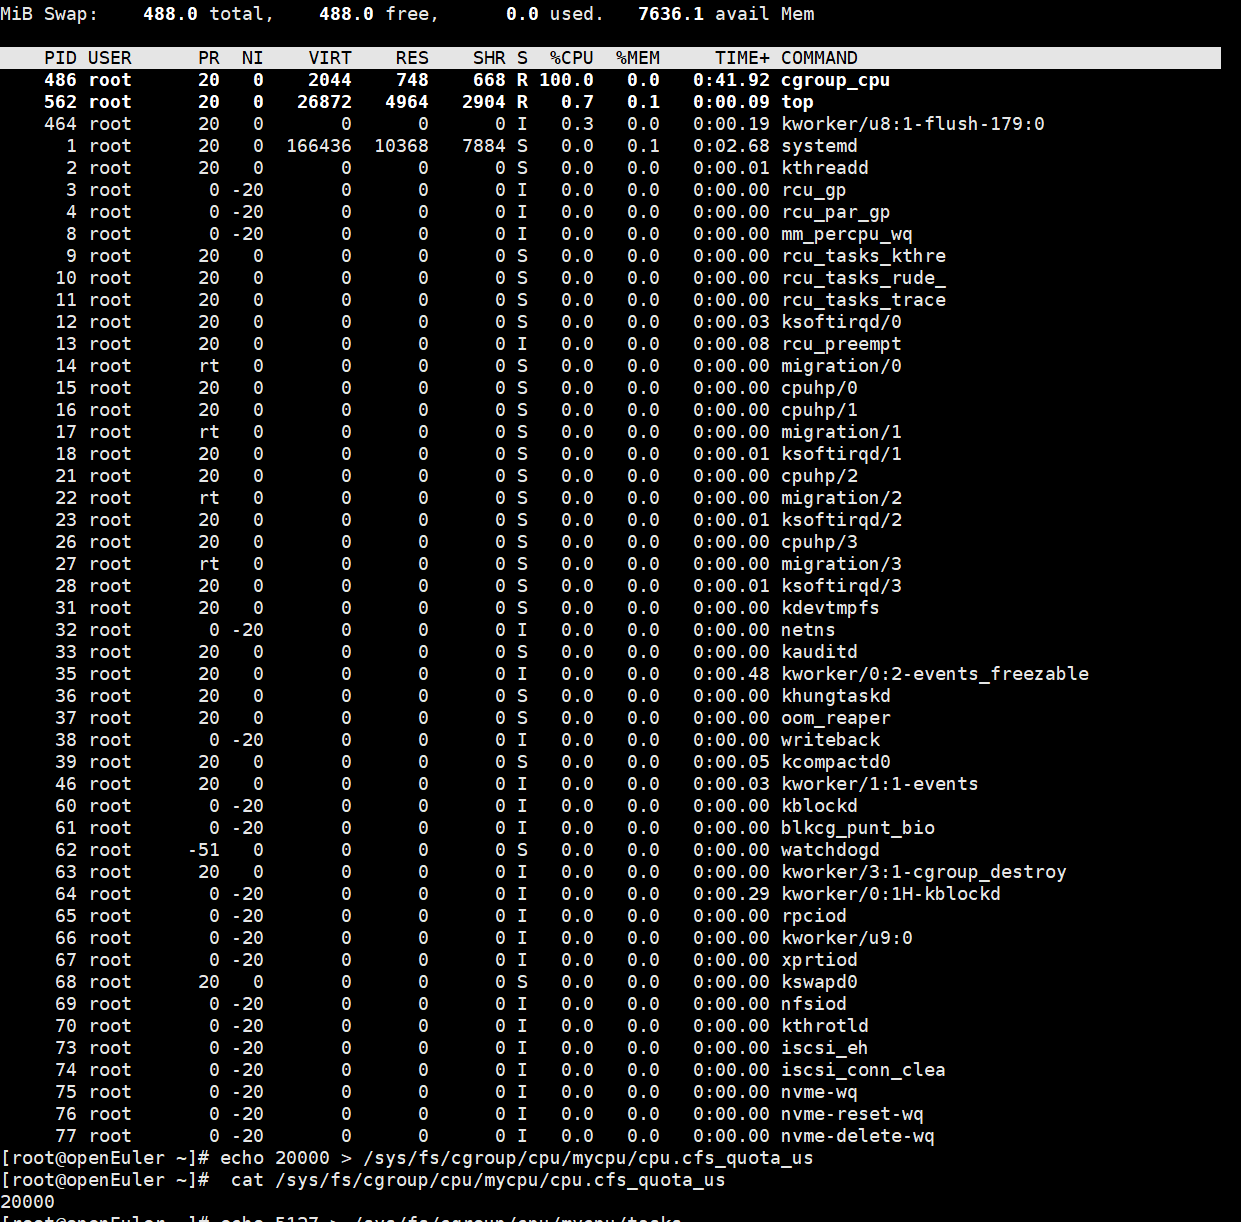 MiB Swap:    488.0 total,    488.0 free,      0.0 used.   7636.1 avail Mem
    PID USER      PR  NI    VIRT    RES    SHR S  %CPU  %MEM     TIME+ COMMAND
    486 root      20   0    2044    748    668 R 100.0   0.0   0:41.92 cgroup_cpu
    562 root      20   0   26872   4964   2904 R   0.7   0.1   0:00.09 top
    464 root      20   0       0      0      0 I   0.3   0.0   0:00.19 kworker/u8:1-flush-179:0
      1 root      20   0  166436  10368   7884 S   0.0   0.1   0:02.68 systemd
      2 root      20   0       0      0      0 S   0.0   0.0   0:00.01 kthreadd
      3 root       0 -20       0      0      0 I   0.0   0.0   0:00.00 rcu_gp
      4 root       0 -20       0      0      0 I   0.0   0.0   0:00.00 rcu_par_gp
      8 root       0 -20       0      0      0 I   0.0   0.0   0:00.00 mm_percpu_wq
      9 root      20   0       0      0      0 S   0.0   0.0   0:00.00 rcu_tasks_kthre
     10 root      20   0       0      0      0 S   0.0   0.0   0:00.00 rcu_tasks_rude_
     11 root      20   0       0      0      0 S   0.0   0.0   0:00.00 rcu_tasks_trace
     12 root      20   0       0      0      0 S   0.0   0.0   0:00.03 ksoftirqd/0
     13 root      20   0       0      0      0 I   0.0   0.0   0:00.08 rcu_preempt
     14 root      rt   0       0      0      0 S   0.0   0.0   0:00.00 migration/0
     15 root      20   0       0      0      0 S   0.0   0.0   0:00.00 cpuhp/0
     16 root      20   0       0      0      0 S   0.0   0.0   0:00.00 cpuhp/1
     17 root      rt   0       0      0      0 S   0.0   0.0   0:00.00 migration/1
     18 root      20   0       0      0      0 S   0.0   0.0   0:00.01 ksoftirqd/1
     21 root      20   0       0      0      0 S   0.0   0.0   0:00.00 cpuhp/2
     22 root      rt   0       0      0      0 S   0.0   0.0   0:00.00 migration/2
     23 root      20   0       0      0      0 S   0.0   0.0   0:00.01 ksoftirqd/2
     26 root      20   0       0      0      0 S   0.0   0.0   0:00.00 cpuhp/3
     27 root      rt   0       0      0      0 S   0.0   0.0   0:00.00 migration/3
     28 root      20   0       0      0      0 S   0.0   0.0   0:00.01 ksoftirqd/3
     31 root      20   0       0      0      0 S   0.0   0.0   0:00.00 kdevtmpfs
     32 root       0 -20       0      0      0 I   0.0   0.0   0:00.00 netns
     33 root      20   0       0      0      0 S   0.0   0.0   0:00.00 kauditd
     35 root      20   0       0      0      0 I   0.0   0.0   0:00.48 kworker/0:2-events_freezable
     36 root      20   0       0      0      0 S   0.0   0.0   0:00.00 khungtaskd
     37 root      20   0       0      0      0 S   0.0   0.0   0:00.00 oom_reaper
     38 root       0 -20       0      0      0 I   0.0   0.0   0:00.00 writeback
     39 root      20   0       0      0      0 S   0.0   0.0   0:00.05 kcompactd0
     46 root      20   0       0      0      0 I   0.0   0.0   0:00.03 kworker/1:1-events
     60 root       0 -20       0      0      0 I   0.0   0.0   0:00.00 kblockd
     61 root       0 -20       0      0      0 I   0.0   0.0   0:00.00 blkcg_punt_bio
     62 root     -51   0       0      0      0 S   0.0   0.0   0:00.00 watchdogd
     63 root      20   0       0      0      0 I   0.0   0.0   0:00.00 kworker/3:1-cgroup_destroy
     64 root       0 -20       0      0      0 I   0.0   0.0   0:00.29 kworker/0:1H-kblockd
     65 root       0 -20       0      0      0 I   0.0   0.0   0:00.00 rpciod
     66 root       0 -20       0      0      0 I   0.0   0.0   0:00.00 kworker/u9:0
     67 root       0 -20       0      0      0 I   0.0   0.0   0:00.00 xprtiod
     68 root      20   0       0      0      0 S   0.0   0.0   0:00.00 kswapd0
     69 root       0 -20       0      0      0 I   0.0   0.0   0:00.00 nfsiod
     70 root       0 -20       0      0      0 I   0.0   0.0   0:00.00 kthrotld
     73 root       0 -20       0      0      0 I   0.0   0.0   0:00.00 iscsi_eh
     74 root       0 -20       0      0      0 I   0.0   0.0   0:00.00 iscsi_conn_clea
     75 root       0 -20       0      0      0 I   0.0   0.0   0:00.00 nvme-wq
     76 root       0 -20       0      0      0 I   0.0   0.0   0:00.00 nvme-reset-wq
     77 root       0 -20       0      0      0 I   0.0   0.0   0:00.00 nvme-delete-wq
[root@openEuler ~]# echo 20000 > /sys/fs/cgroup/cpu/mycpu/cpu.cfs_quota_us
[root@openEuler ~]#  cat /sys/fs/cgroup/cpu/mycpu/cpu.cfs_quota_us
20000
[root@openEuler ~]# echo 5127 > /sys/fs/cgroup/cpu/mycpu/tasks